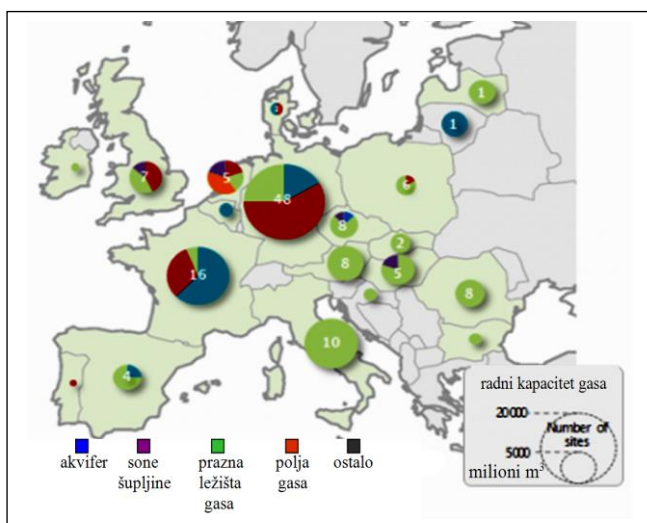 1
1
7
5
48
6
8
2
16
8
5
8
10
4
radni kapacitet gasa
20000
Number of
sites
5000
milioni m³
akvifer
sone
šupljine
prazna
ležišta
gasa
polja
gasa
ostalo